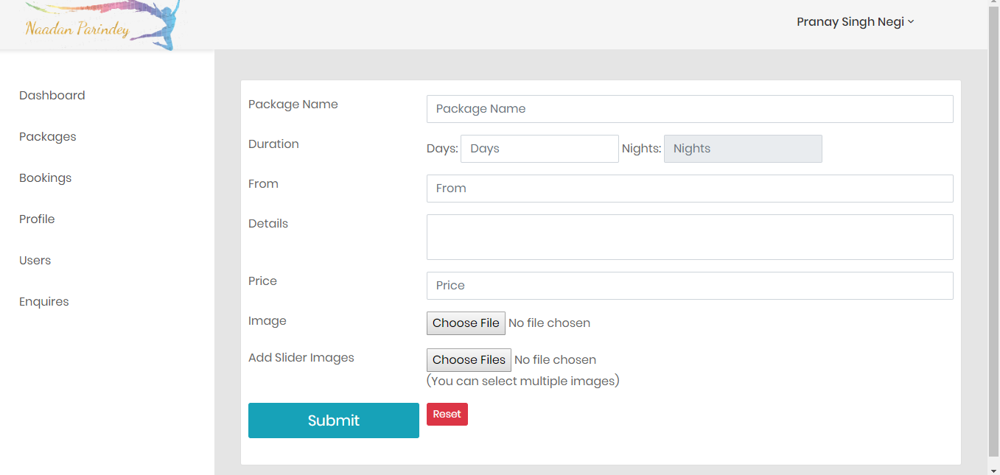 Naadan Parindey
Pranay Singh Negi
Dashboard
Packages
Bookings
Profile
Users
Enquires
Package Name Package Name
Duration Days: Days Nights: Nights
From From
Details
Price Price
Image Choose File No file chosen
Add Slider Images Choose Files No file chosen
(You can select multiple images)
Submit Reset